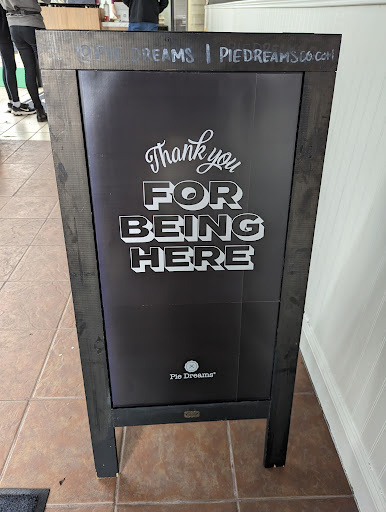 @PIE DREAMS | PIEDREAMSCO.COM
Thank you
FOR
BEING
HERE
Pie Dreams®